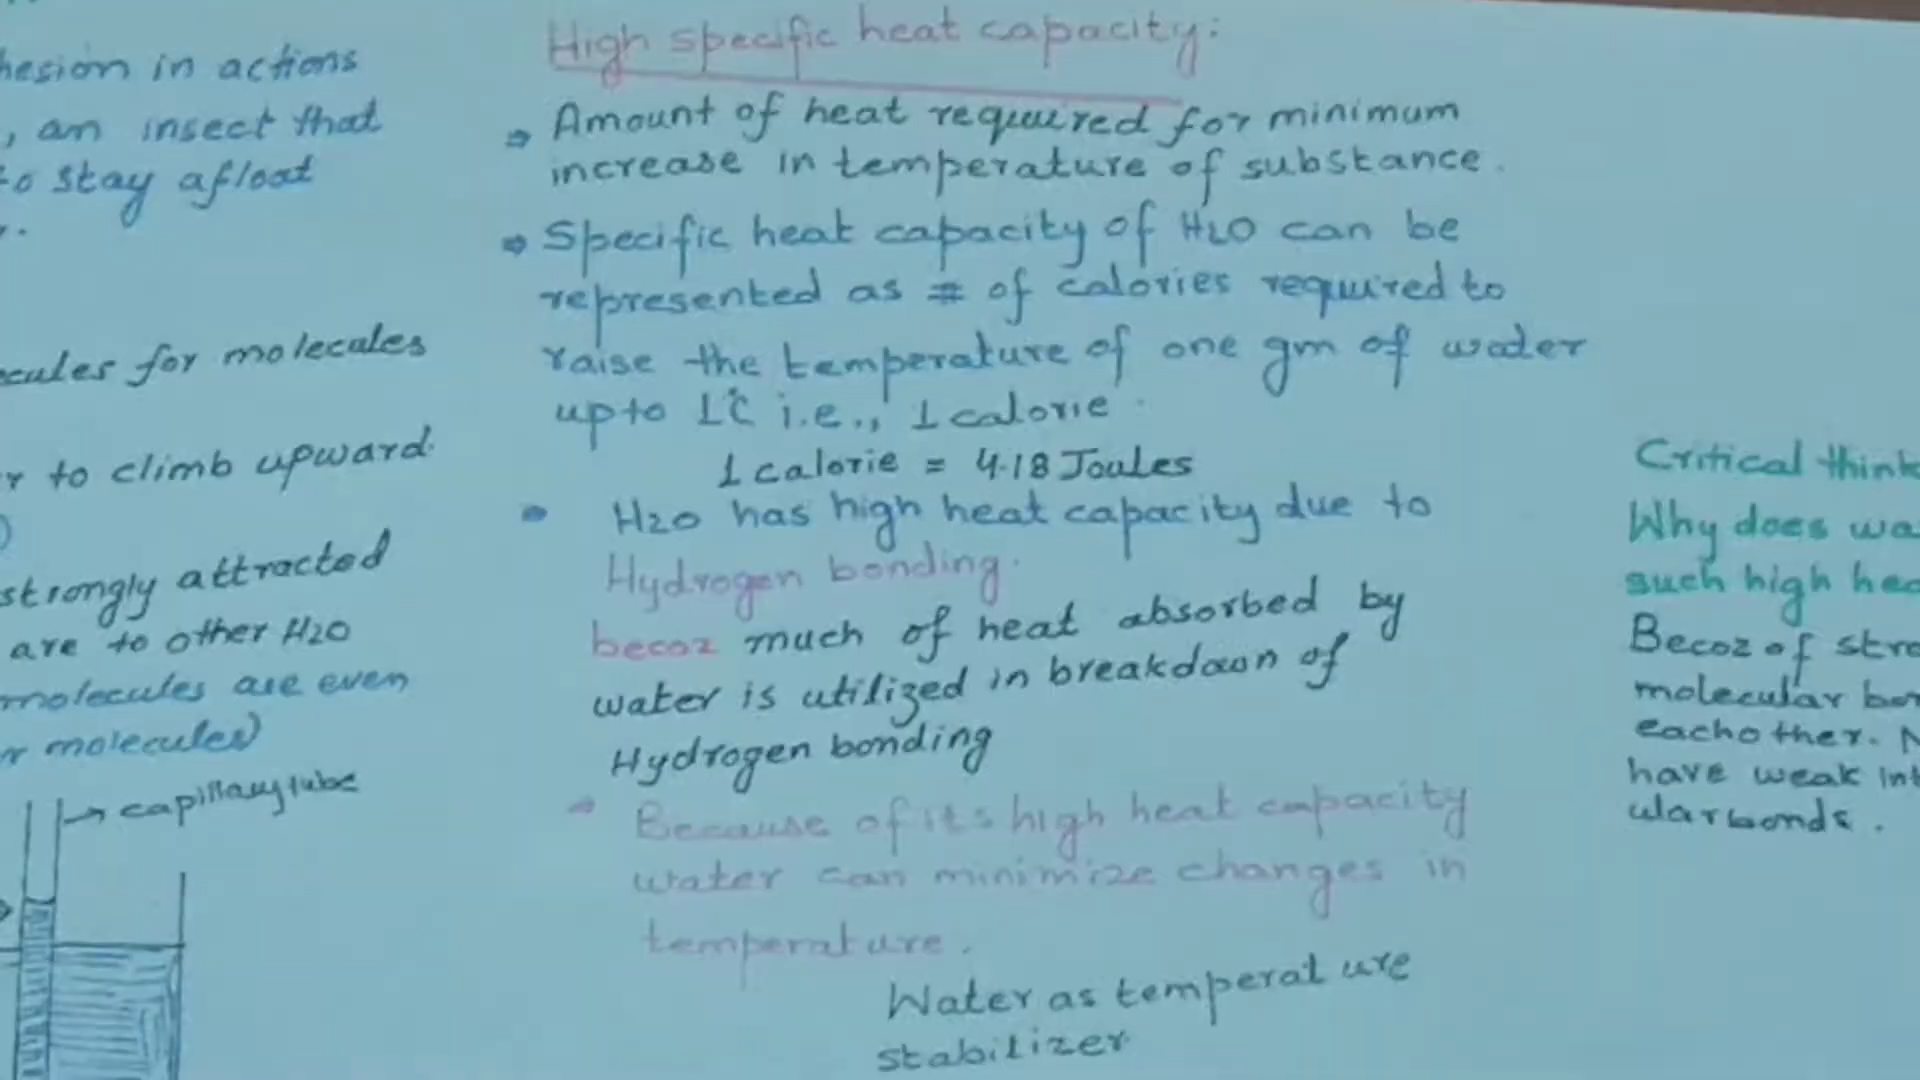 hesion in actions
, an insect that
to stay afloat
r.
cules for molecules
r to climb upward.
)
strongly attracted
are to other H2O
molecules are even
r molecules)
→ capillary tube
High specific heat capacity:
⇒ Amount of heat required for minimum
increase in temperature of substance.
⇒ Specific heat capacity of H2O can be
represented as # of calories required to
raise the temperature of one gm of water
upto 1°C i.e., 1 calorie.
1 calorie = 4.18 Joules
H2O has high heat capacity due to
Hydrogen bonding.
becoz much of heat absorbed by
water is utilized in breakdown of
Hydrogen bonding
⇒ Because of its high heat capacity
water can minimize changes in
temperature.
Water as temperature
stabilizer
Critical think
Why does wa
such high hea
Becoz of stro
molecular bon
eachother. N
have weak int
ular bonds.